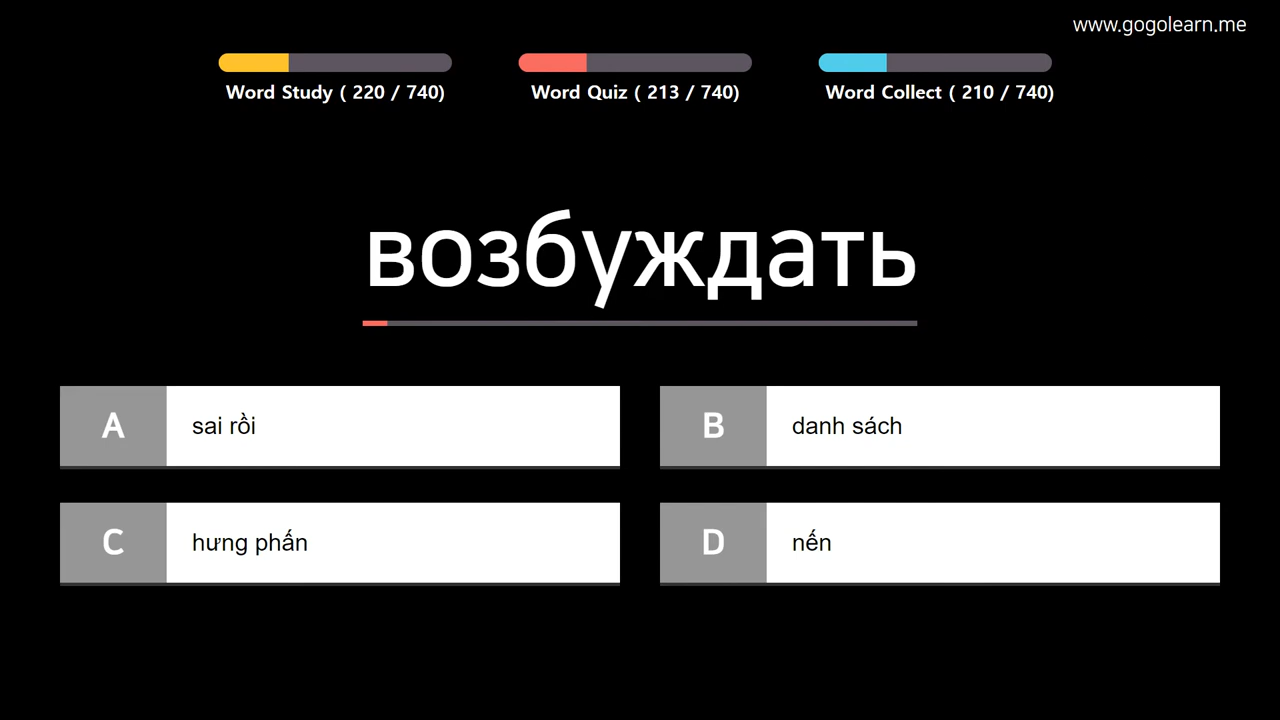 www.gogolearn.me
Word Study ( 220 / 740)
Word Quiz ( 213 / 740)
Word Collect ( 210 / 740)
возбуждать
A
sai rồi
B
danh sách
C
hưng phấn
D
nến